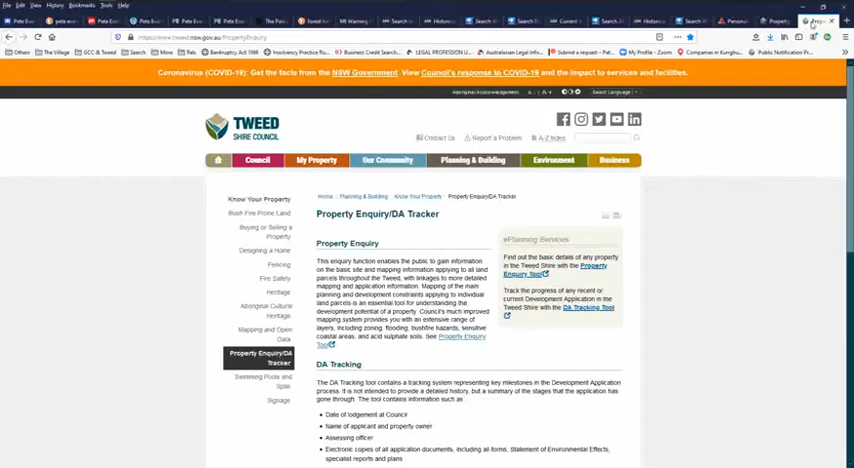 File Edit View History Bookmarks Tools Help
https://www.tweed.nsw.gov.au/PropertyEnquiry
Others The Village GCC & Tweed Search More Rals Bankruptcy Act 1966 Insolvency Practice Rules Business Credit Search... LEGAL PROFESSION U... Australasian Legal Infor... Submit a request – Pat... My Profile – Zoom Companies in Kunghur... Public Notification Pro...
Coronavirus (COVID-19): Get the facts from the NSW Government. View Council's response to COVID-19 and the impact to services and facilities.
Aboriginal Acknowledgement Select Language
TWEED
SHIRE COUNCIL
Contact Us Report a Problem A-Z Index
Council My Property Our Community Planning & Building Environment Business
Home :: Planning & Building Know Your Property Property Enquiry/DA Tracker
Know Your Property
Bush Fire Prone Land
Buying or Selling a
Property
Designing a Home
Fencing
Fire Safety
Heritage
Aboriginal Cultural
Heritage
Mapping and Open
Data
Property Enquiry/DA
Tracker
Swimming Pools and
Spas
Signage
Property Enquiry/DA Tracker
Property Enquiry
This enquiry function enables the public to gain information
on the basic site and mapping information applying to all land
parcels throughout the Tweed, with linkages to more detailed
mapping and application information. Mapping of the main
planning and development constraints applying to individual
land parcels is an essential tool for understanding the
development potential of a property. Council's much improved
mapping system provides you with an extensive range of
layers, including zoning, flooding, bushfire hazards, sensitive
coastal areas, and acid sulphate soils. See Property Enquiry
Tool
ePlanning Services
Find out the basic details of any property
in the Tweed Shire with the Property
Enquiry Tool
Track the progress of any recent or
current Development Application in the
Tweed Shire with the DA Tracking Tool
DA Tracking
The DA Tracking tool contains a tracking system representing key milestones in the Development Application
process. It is not intended to provide a detailed history, but a summary of the stages that the application has
gone through. The tool contains information such as:
• Date of lodgement at Council
• Name of applicant and property owner
• Assessing officer
• Electronic copies of all application documents, including all forms, Statement of Environmental Effects,
specialist reports and plans